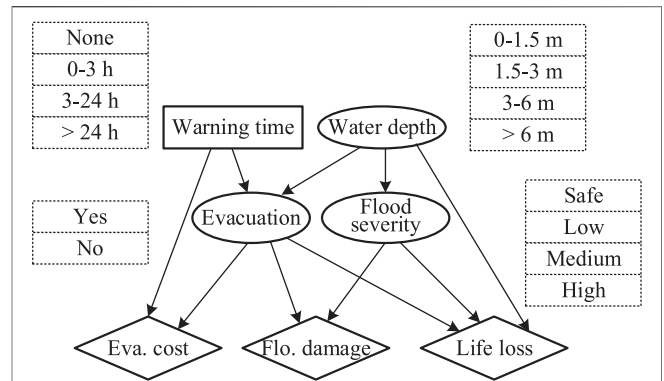 None
0-3 h
3-24 h
> 24 h
0-1.5 m
1.5-3 m
3-6 m
> 6 m
Warning time
Water depth
Yes
No
Evacuation
Flood
severity
Safe
Low
Medium
High
Eva. cost
Flo. damage
Life loss